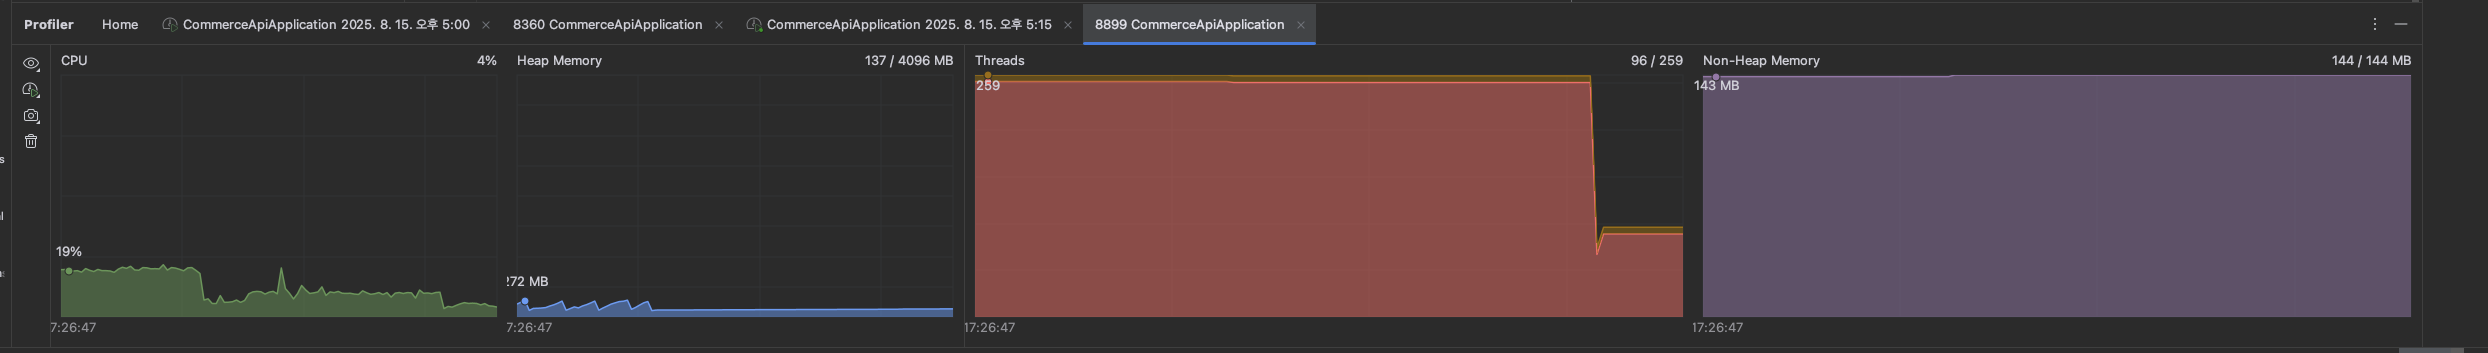 Profiler Home CommerceApiApplication 2025. 8. 15. 오후 5:00 × 8360 CommerceApiApplication × CommerceApiApplication 2025. 8. 15. 오후 5:15 × 8899 CommerceApiApplication ×
CPU 4% Heap Memory 137 / 4096 MB Threads 96 / 259 Non-Heap Memory 144 / 144 MB
259 143 MB
19%
272 MB
7:26:47 7:26:47 17:26:47 17:26:47